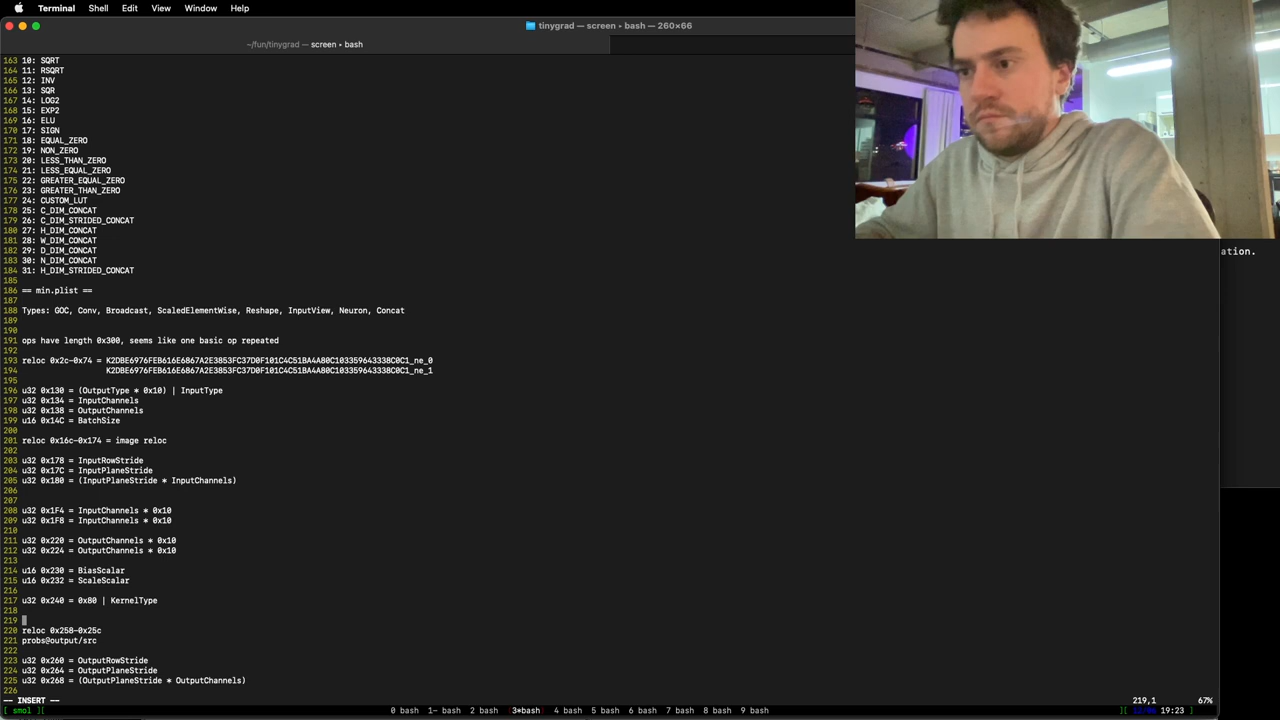 Terminal Shell Edit View Window Help
tinygrad — screen • bash — 260×66
~/fun/tinygrad — screen • bash
163 10: SQRT
164 11: RSQRT
165 12: INV
166 13: SQR
167 14: LOG2
168 15: EXP2
169 16: ELU
170 17: SIGN
171 18: EQUAL_ZERO
172 19: NON_ZERO
173 20: LESS_THAN_ZERO
174 21: LESS_EQUAL_ZERO
175 22: GREATER_EQUAL_ZERO
176 23: GREATER_THAN_ZERO
177 24: CUSTOM_LUT
178 25: C_DIM_CONCAT
179 26: C_DIM_STRIDED_CONCAT
180 27: H_DIM_CONCAT
181 28: W_DIM_CONCAT
182 29: D_DIM_CONCAT
183 30: N_DIM_CONCAT
184 31: H_DIM_STRIDED_CONCAT
ation.
185
186 == min.plist ==
187
188 Types: GOC, Conv, Broadcast, ScaledElementWise, Reshape, InputView, Neuron, Concat
189
190
191 ops have length 0x300, seems like one basic op repeated
192
193 reloc 0x2c-0x74 = K2DBE6976FEB616E6867A2E3853FC37D0F101C4C51BA4A80C103359643338C0C1_ne_0
194 K2DBE6976FEB616E6867A2E3853FC37D0F101C4C51BA4A80C103359643338C0C1_ne_1
195
196 u32 0x130 = (OutputType * 0x10) | InputType
197 u32 0x134 = InputChannels
198 u32 0x138 = OutputChannels
199 u16 0x14C = BatchSize
200
201 reloc 0x16c-0x174 = image reloc
202
203 u32 0x178 = InputRowStride
204 u32 0x17C = InputPlaneStride
205 u32 0x180 = (InputPlaneStride * InputChannels)
206
207
208 u32 0x1F4 = InputChannels * 0x10
209 u32 0x1F8 = InputChannels * 0x10
210
211 u32 0x220 = OutputChannels * 0x10
212 u32 0x224 = OutputChannels * 0x10
213
214 u16 0x230 = BiasScalar
215 u16 0x232 = ScaleScalar
216
217 u32 0x240 = 0x80 | KernelType
218
219
220 reloc 0x258-0x25c
221 probs@output/src
222
223 u32 0x260 = OutputRowStride
224 u32 0x264 = OutputPlaneStride
225 u32 0x268 = (OutputPlaneStride * OutputChannels)
226
-- INSERT -- 219,1 67%
[ smol ][ 0 bash 1- bash 2 bash (3*bash) 4 bash 5 bash 6 bash 7 bash 8 bash 9 bash ][ 19:23 ]